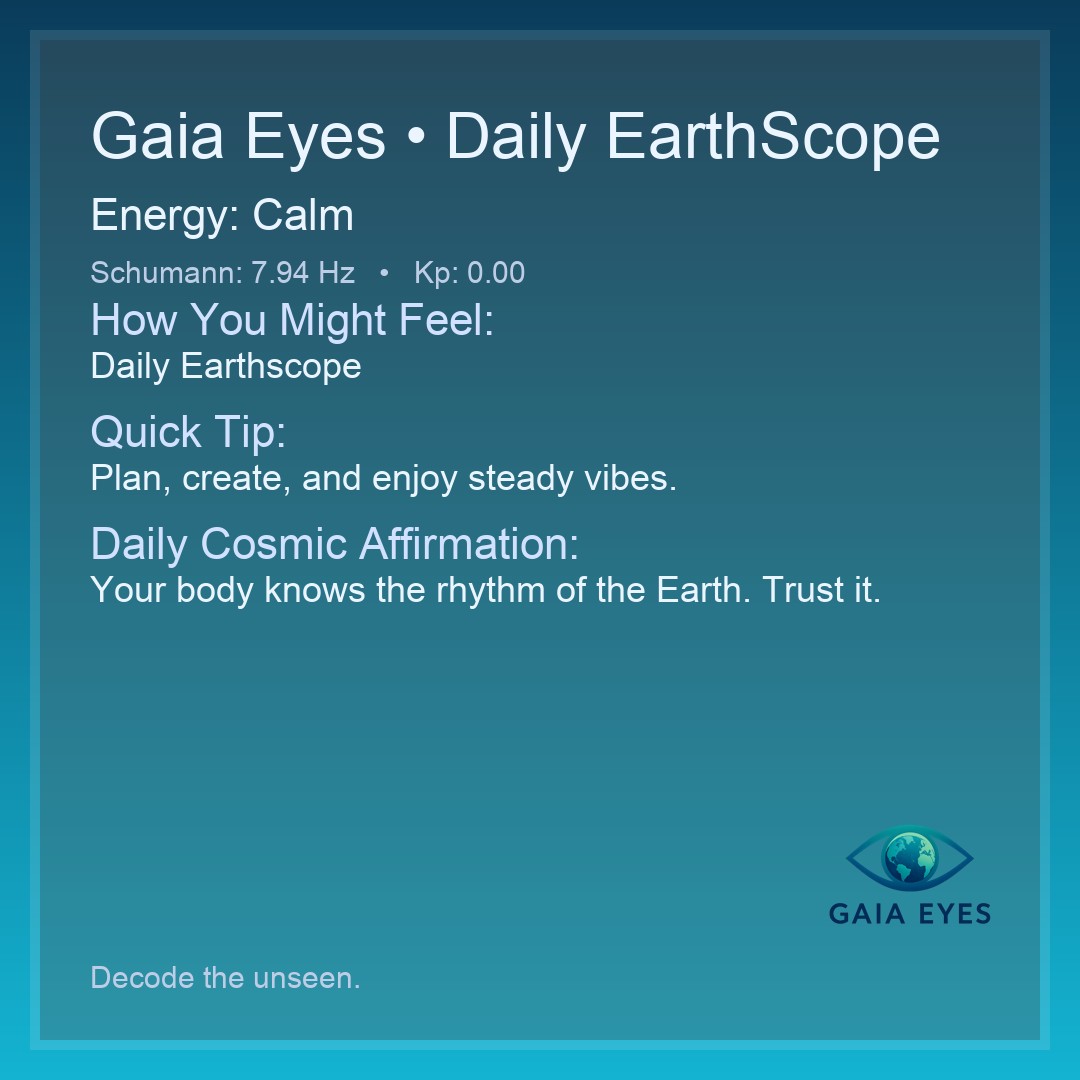 Gaia Eyes • Daily EarthScope
Energy: Calm
Schumann: 7.94 Hz • Kp: 0.00
How You Might Feel:
Daily Earthscope
Quick Tip:
Plan, create, and enjoy steady vibes.
Daily Cosmic Affirmation:
Your body knows the rhythm of the Earth. Trust it.
GAIA EYES
Decode the unseen.